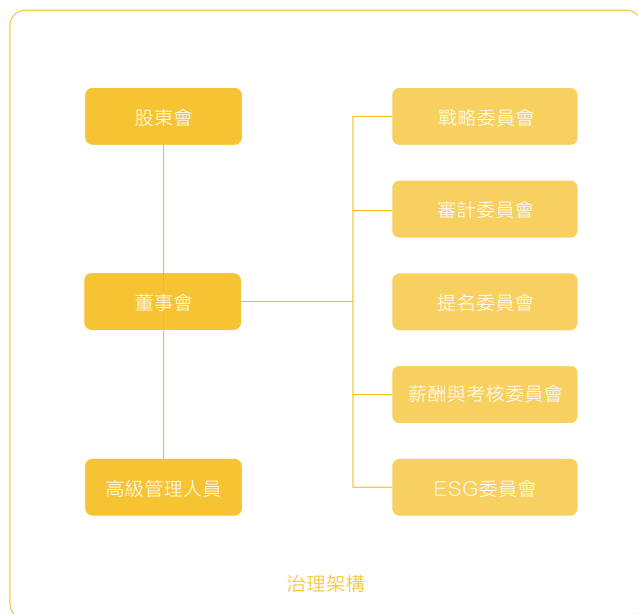 股東會
董事會
高級管理人員
戰略委員會
審計委員會
提名委員會
薪酬與考核委員會
ESG委員會
治理架構